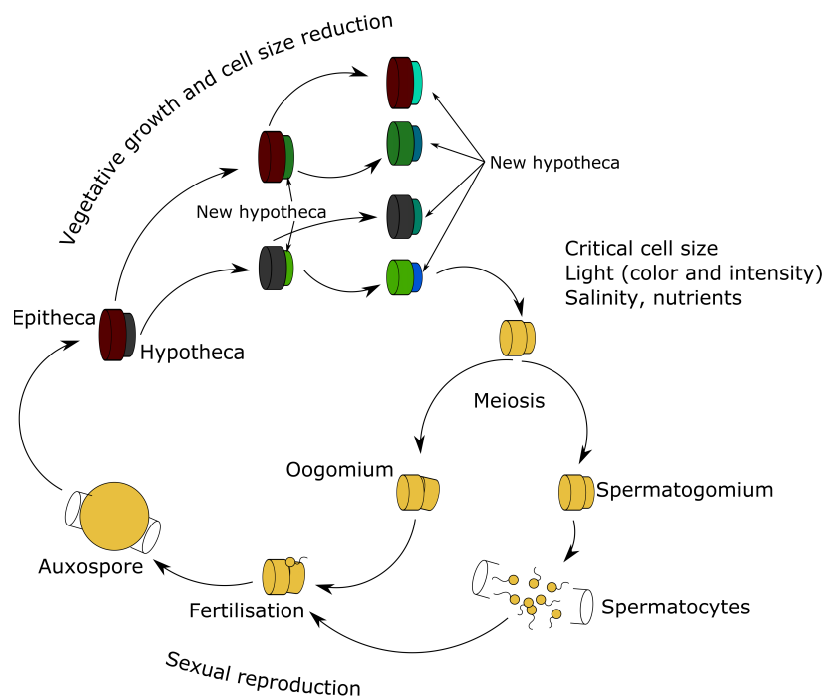 Vegetative growth and cell size reduction
New hypotheca
New hypotheca
Critical cell size
Light (color and intensity)
Salinity, nutrients
Epitheca
Hypotheca
Meiosis
Oogomium
Spermatogomium
Auxospore
Fertilisation
Spermatocytes
Sexual reproduction